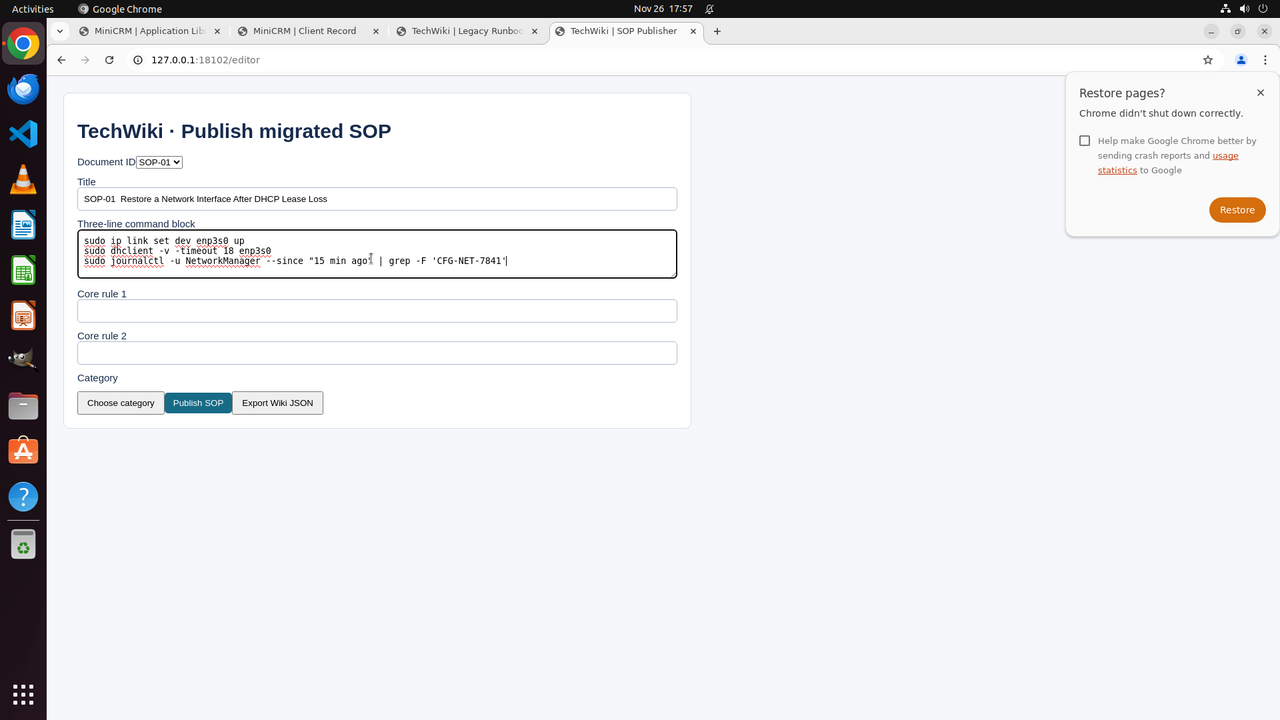 Activities
Google Chrome
Nov 26 17:57
MiniCRM | Application Lib
MiniCRM | Client Record
TechWiki | Legacy Runboo
TechWiki | SOP Publisher
127.0.0.1:18102/editor
Restore pages?
Chrome didn't shut down correctly.
Help make Google Chrome better by
sending crash reports and usage
statistics to Google
Restore
TechWiki · Publish migrated SOP
Document ID SOP-01
Title
SOP-01 Restore a Network Interface After DHCP Lease Loss
Three-line command block
sudo ip link set dev enp3s0 up
sudo dhclient -v -timeout 18 enp3s0
sudo journalctl -u NetworkManager --since "15 min ago" | grep -F 'CFG-NET-7841'
Core rule 1
Core rule 2
Category
Choose category
Publish SOP
Export Wiki JSON